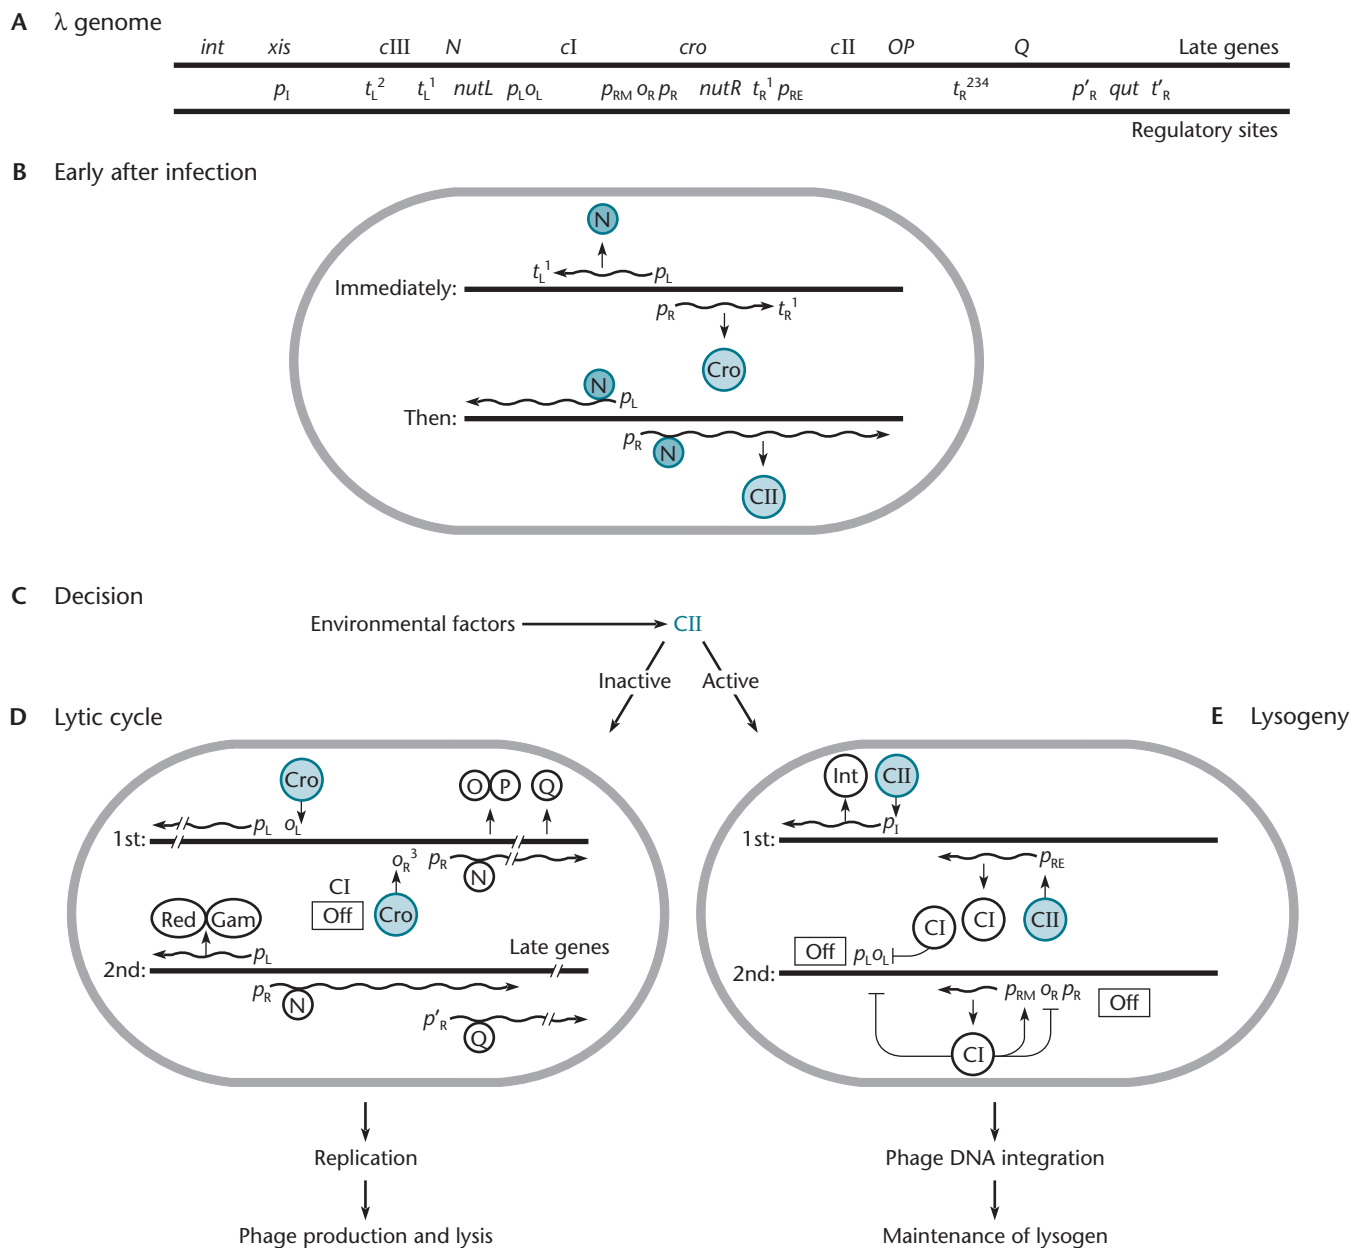 A λ genome
int xis cIII N cI cro cII OP Q Late genes
pI tL2 tL1 nutL pLoL pRM oR pR nutR tR1 pRE tR234 p′R qut t′R
Regulatory sites
B Early after infection
N
tL1 pL
Immediately:
pR tR1
Cro
N
pL
Then:
pR
N
CII
C Decision
Environmental factors CII
Inactive Active
D Lytic cycle
Cro O P Q
pL oL
1st:
oR3 pR
N
CI
Off Cro
Red Gam
Late genes
pL
2nd:
pR
N
p′R
Q
Replication
Phage production and lysis
E Lysogeny
Int CII
pI
1st:
pRE
CI CI CII
Off pLoL
2nd:
pRM oR pR Off
CI
Phage DNA integration
Maintenance of lysogen